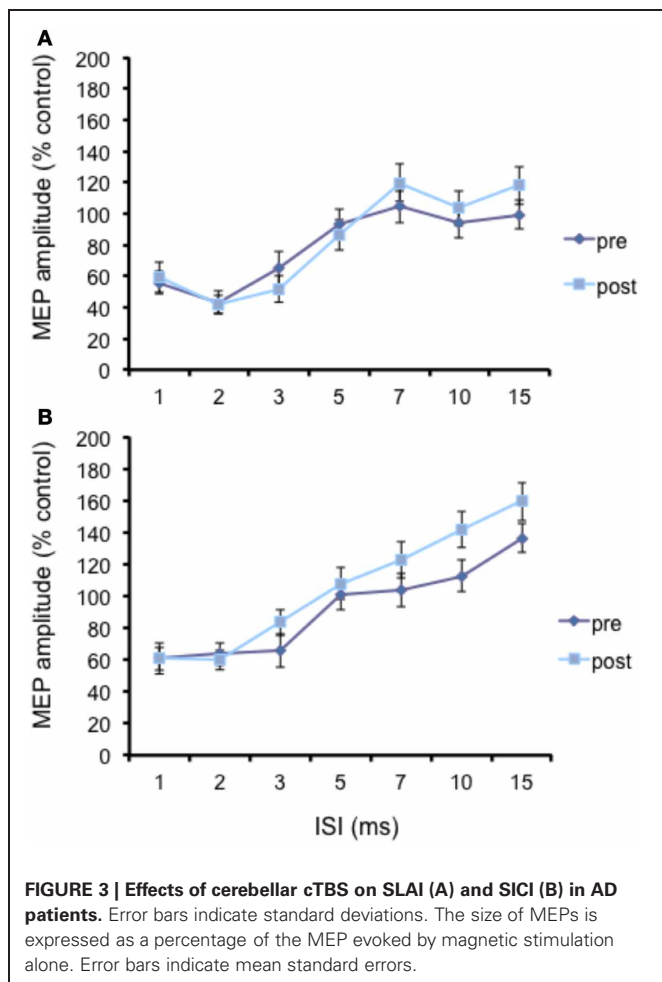 A
MEP amplitude (% control)
200
180
160
140
120
100
80
60
40
20
0
1 2 3 5 7 10 15
pre
post
B
MEP amplitude (% control)
200
180
160
140
120
100
80
60
40
20
0
1 2 3 5 7 10 15
pre
post
ISI (ms)
FIGURE 3 | Effects of cerebellar cTBS on SLAI (A) and SICI (B) in AD
patients. Error bars indicate standard deviations. The size of MEPs is
expressed as a percentage of the MEP evoked by magnetic stimulation
alone. Error bars indicate mean standard errors.